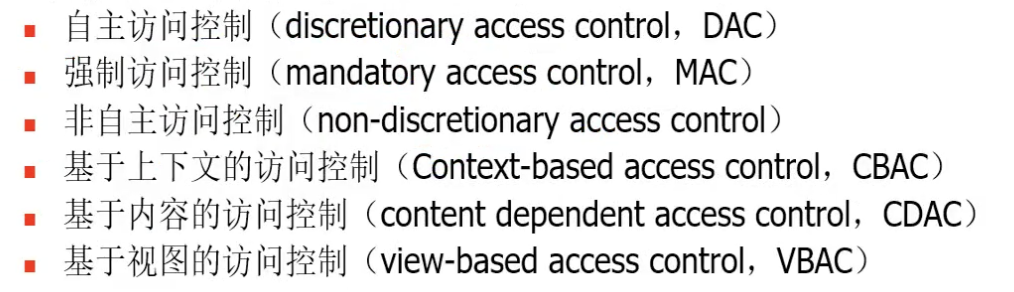 自主访问控制（discretionary access control，DAC）
强制访问控制（mandatory access control，MAC）
非自主访问控制（non-discretionary access control）
基于上下文的访问控制（Context-based access control，CBAC）
基于内容的访问控制（content dependent access control，CDAC）
基于视图的访问控制（view-based access control，VBAC）